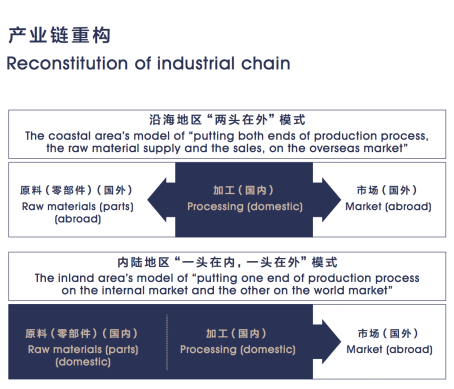 产业链重构
Reconstitution of industrial chain
沿海地区“两头在外”模式
The coastal area's model of “putting both ends of production process,
the raw material supply and the sales, on the overseas market”
原料（零部件）（国外）
Raw materials (parts)
(abroad)
加工（国内）
Processing (domestic)
市场（国外）
Market (abroad)
内陆地区“一头在内，一头在外”模式
The inland area's model of “putting one end of production process
on the internal market and the other on the world market”
原料（零部件）（国内）
Raw materials (parts)
(domestic)
加工（国内）
Processing (domestic)
市场（国外）
Market (abroad)